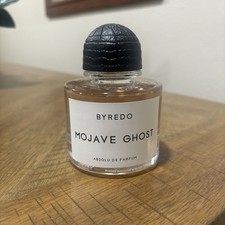 BYREDO
MOJAVE GHOST
ABSOLU DE PARFUM